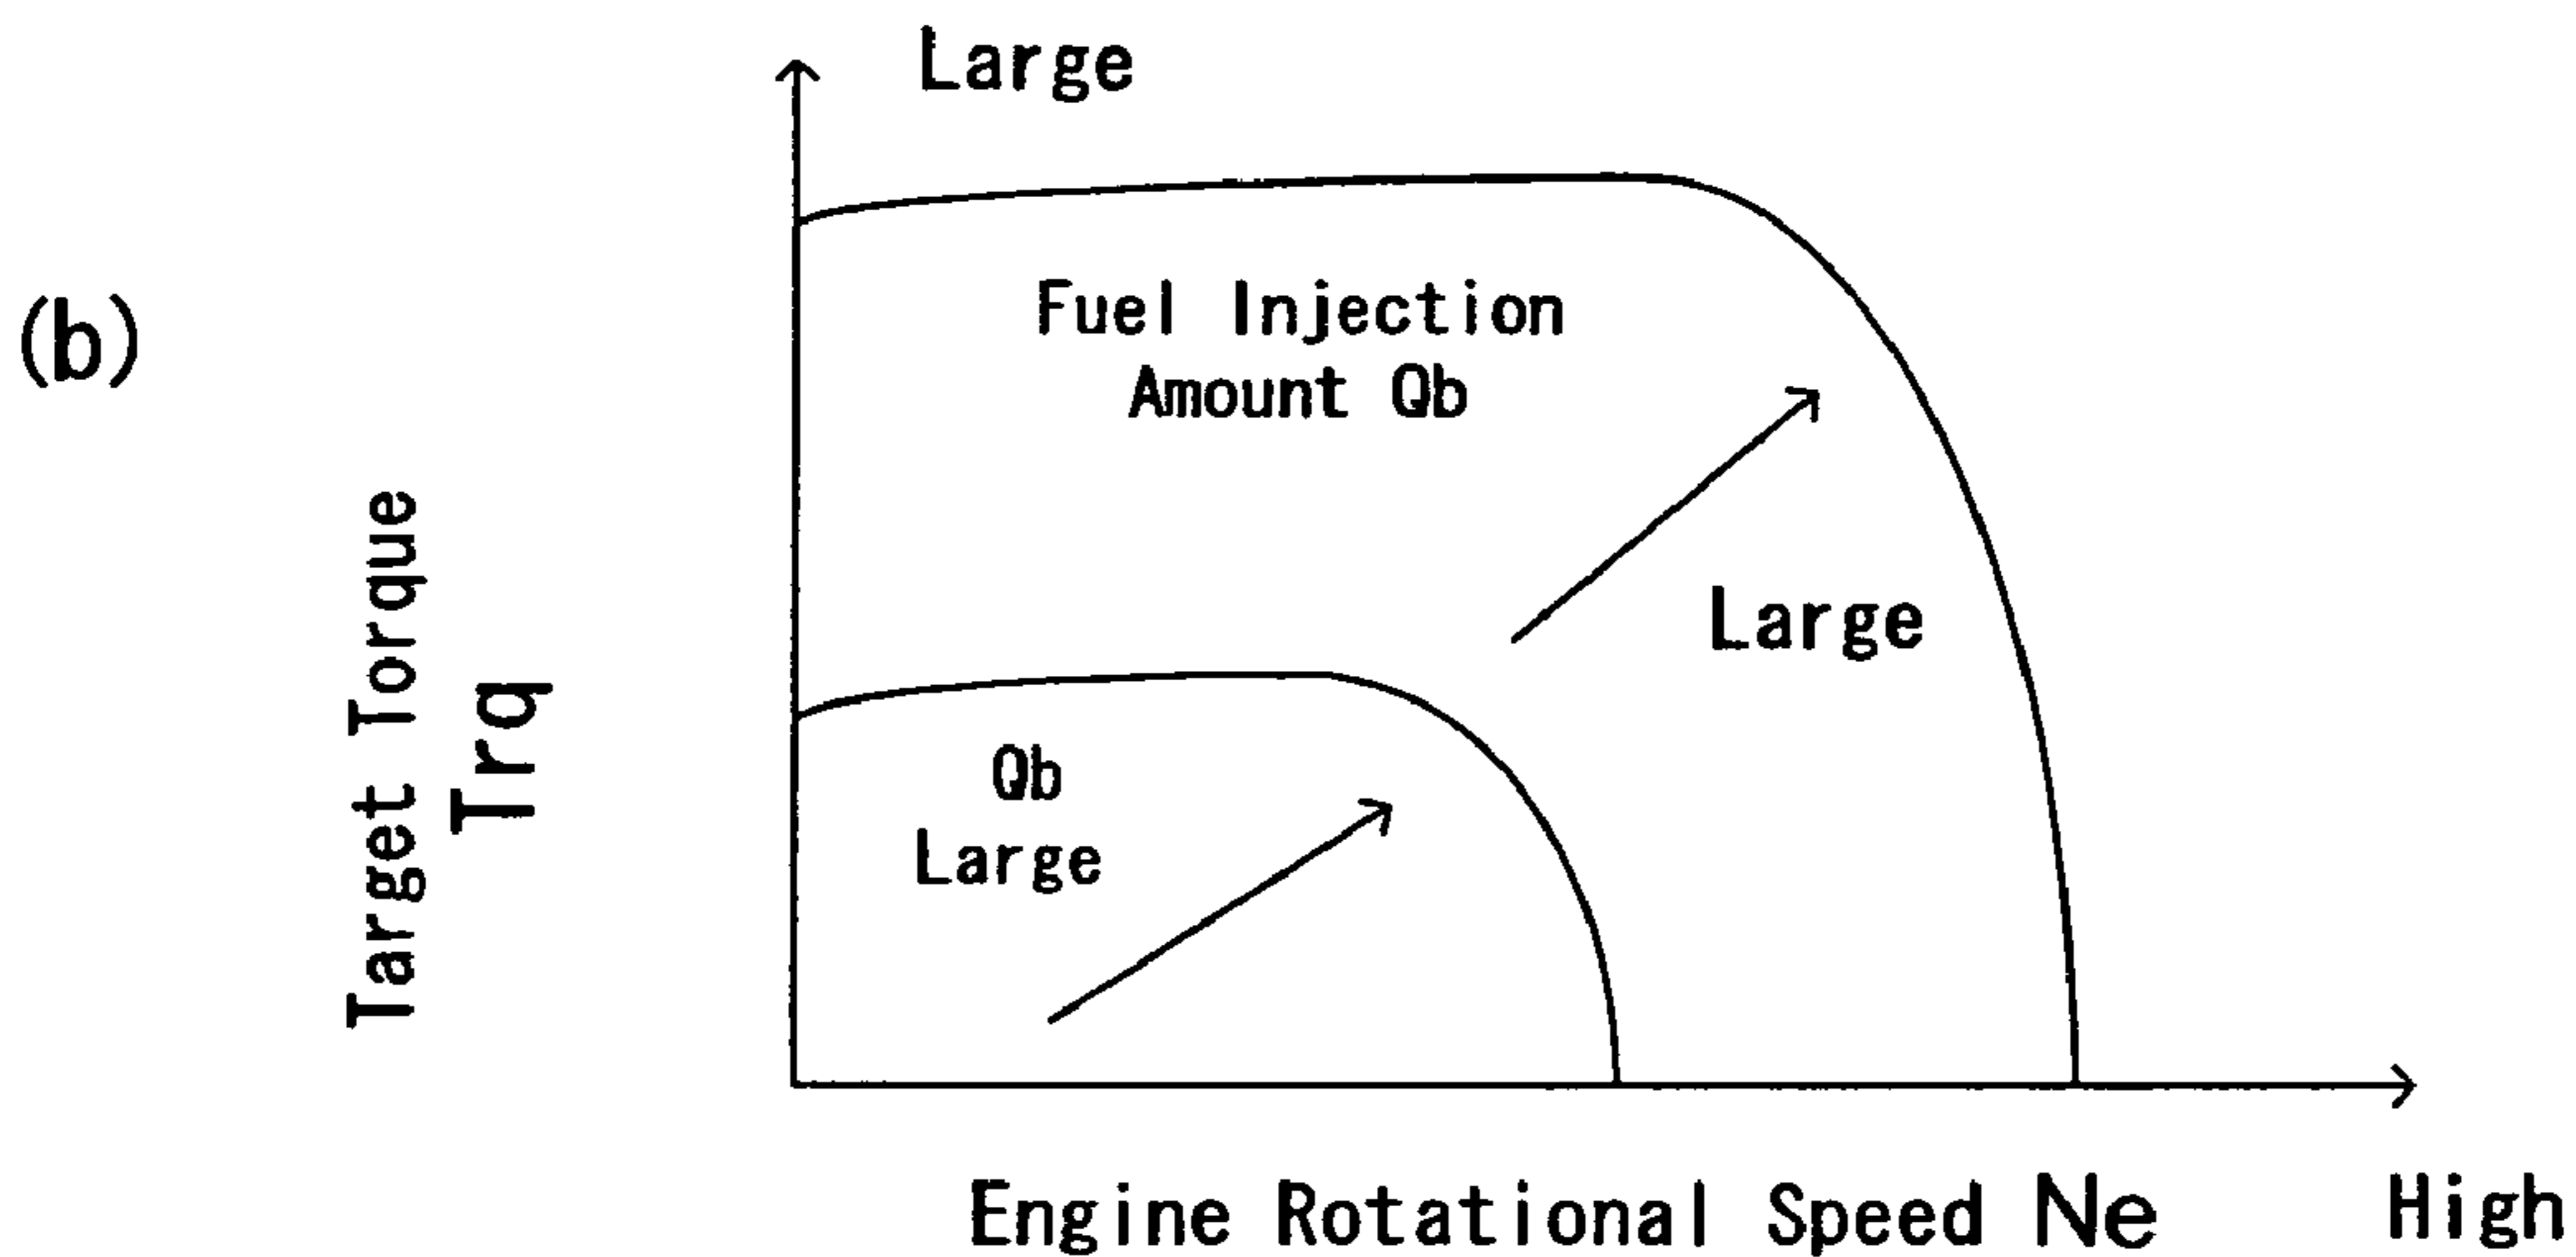 Large
(b)
Fuel Injection
Amount Qb
Large
Target Torque
Trq
Qb
Large
Engine Rotational Speed Ne
High